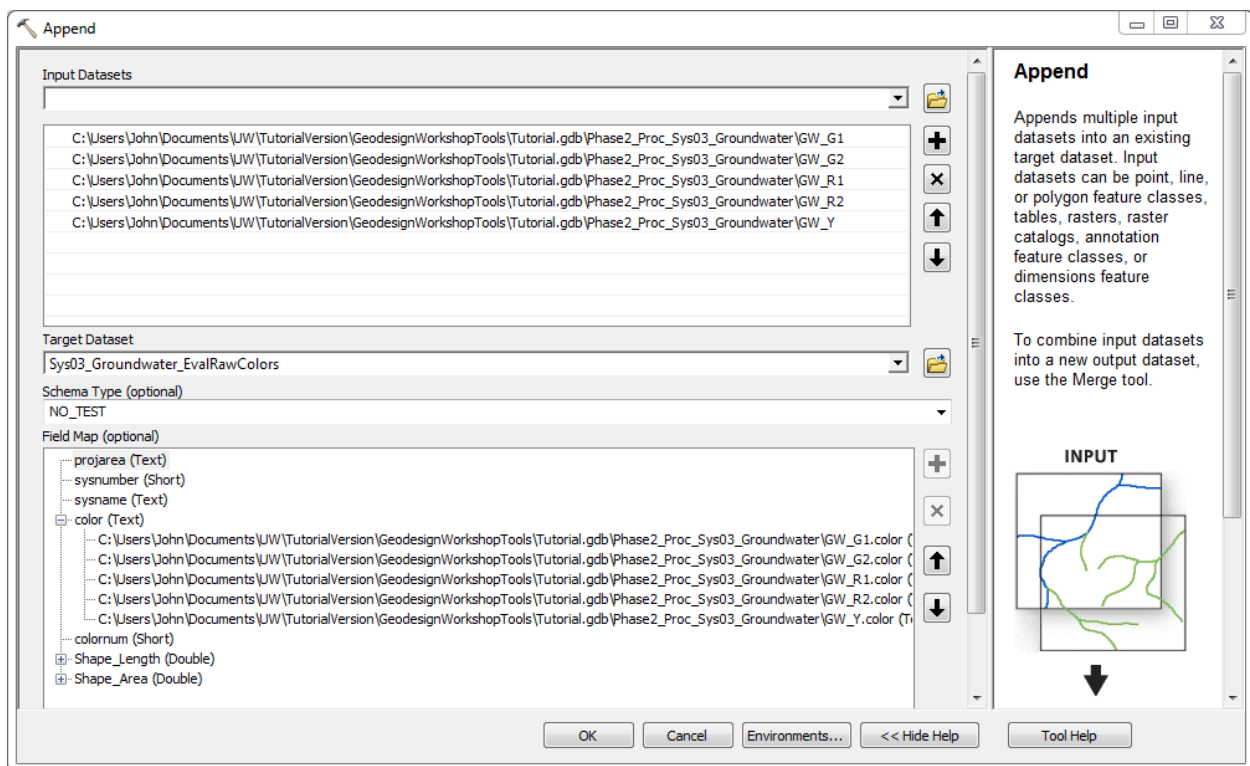 Append
Input Datasets
C:\Users\John\Documents\UW\TutorialVersion\GeodesignWorkshopTools\Tutorial.gdb\Phase2_Proc_Sys03_Groundwater\GW_G1
C:\Users\John\Documents\UW\TutorialVersion\GeodesignWorkshopTools\Tutorial.gdb\Phase2_Proc_Sys03_Groundwater\GW_G2
C:\Users\John\Documents\UW\TutorialVersion\GeodesignWorkshopTools\Tutorial.gdb\Phase2_Proc_Sys03_Groundwater\GW_R1
C:\Users\John\Documents\UW\TutorialVersion\GeodesignWorkshopTools\Tutorial.gdb\Phase2_Proc_Sys03_Groundwater\GW_R2
C:\Users\John\Documents\UW\TutorialVersion\GeodesignWorkshopTools\Tutorial.gdb\Phase2_Proc_Sys03_Groundwater\GW_Y
Target Dataset
Sys03_Groundwater_EvalRawColors
Schema Type (optional)
NO_TEST
Field Map (optional)
projarea (Text)
sysnumber (Short)
sysname (Text)
color (Text)
C:\Users\John\Documents\UW\TutorialVersion\GeodesignWorkshopTools\Tutorial.gdb\Phase2_Proc_Sys03_Groundwater\GW_G1.color (
C:\Users\John\Documents\UW\TutorialVersion\GeodesignWorkshopTools\Tutorial.gdb\Phase2_Proc_Sys03_Groundwater\GW_G2.color (
C:\Users\John\Documents\UW\TutorialVersion\GeodesignWorkshopTools\Tutorial.gdb\Phase2_Proc_Sys03_Groundwater\GW_R1.color (
C:\Users\John\Documents\UW\TutorialVersion\GeodesignWorkshopTools\Tutorial.gdb\Phase2_Proc_Sys03_Groundwater\GW_R2.color (
C:\Users\John\Documents\UW\TutorialVersion\GeodesignWorkshopTools\Tutorial.gdb\Phase2_Proc_Sys03_Groundwater\GW_Y.color (T
colornum (Short)
Shape_Length (Double)
Shape_Area (Double)
OK
Cancel
Environments...
<< Hide Help
Tool Help
Append
Appends multiple input
datasets into an existing
target dataset. Input
datasets can be point, line,
or polygon feature classes,
tables, rasters, raster
catalogs, annotation
feature classes, or
dimensions feature
classes.
To combine input datasets
into a new output dataset,
use the Merge tool.
INPUT